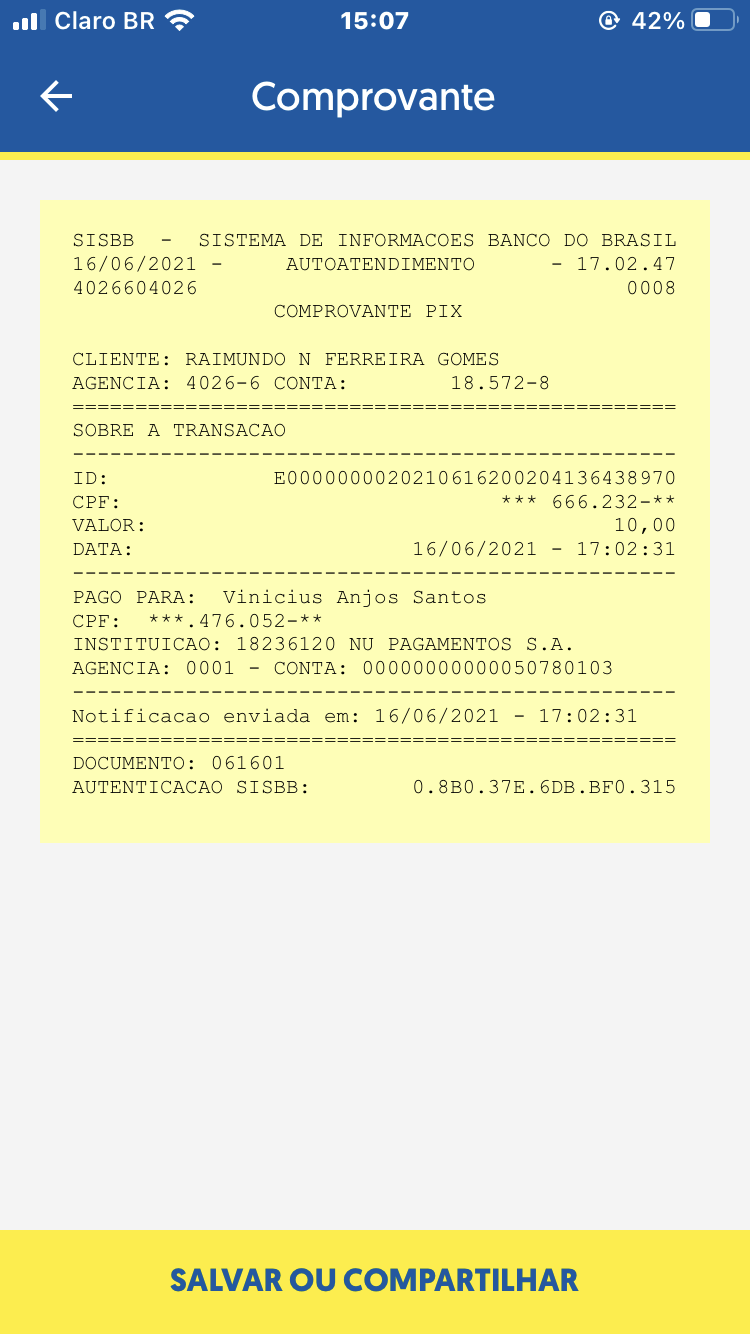 Claro BR 15:07 42%
Comprovante
SISBB - SISTEMA DE INFORMACOES BANCO DO BRASIL
16/06/2021 - AUTOATENDIMENTO - 17.02.47
4026604026 0008
COMPROVANTE PIX
CLIENTE: RAIMUNDO N FERREIRA GOMES
AGENCIA: 4026-6 CONTA: 18.572-8
================================================
SOBRE A TRANSACAO
------------------------------------------------
ID: E000000002021061616200204136438970
CPF: *** 666.232-**
VALOR: 10,00
DATA: 16/06/2021 - 17:02:31
------------------------------------------------
PAGO PARA: Vinicius Anjos Santos
CPF: ***.476.052-**
INSTITUICAO: 18236120 NU PAGAMENTOS S.A.
AGENCIA: 0001 - CONTA: 00000000000050780103
------------------------------------------------
Notificacao enviada em: 16/06/2021 - 17:02:31
================================================
DOCUMENTO: 061601
AUTENTICACAO SISBB: 0.8B0.37E.6DB.BF0.315
SALVAR OU COMPARTILHAR